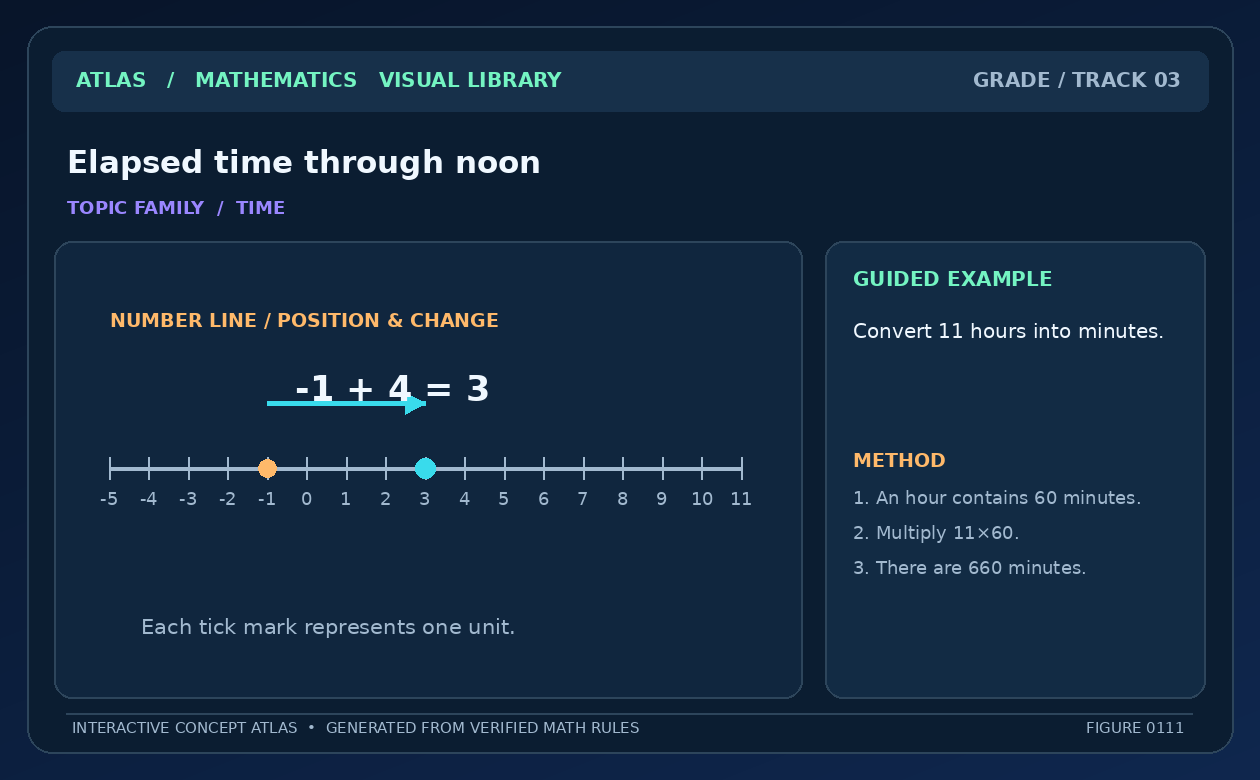 ATLAS / MATHEMATICS VISUAL LIBRARY
GRADE / TRACK 03
Elapsed time through noon
TOPIC FAMILY / TIME
NUMBER LINE / POSITION & CHANGE
-1 + 4 = 3
-5 -4 -3 -2 -1 0 1 2 3 4 5 6 7 8 9 10 11
Each tick mark represents one unit.
GUIDED EXAMPLE
Convert 11 hours into minutes.
METHOD
1. An hour contains 60 minutes.
2. Multiply 11×60.
3. There are 660 minutes.
INTERACTIVE CONCEPT ATLAS • GENERATED FROM VERIFIED MATH RULES
FIGURE 0111